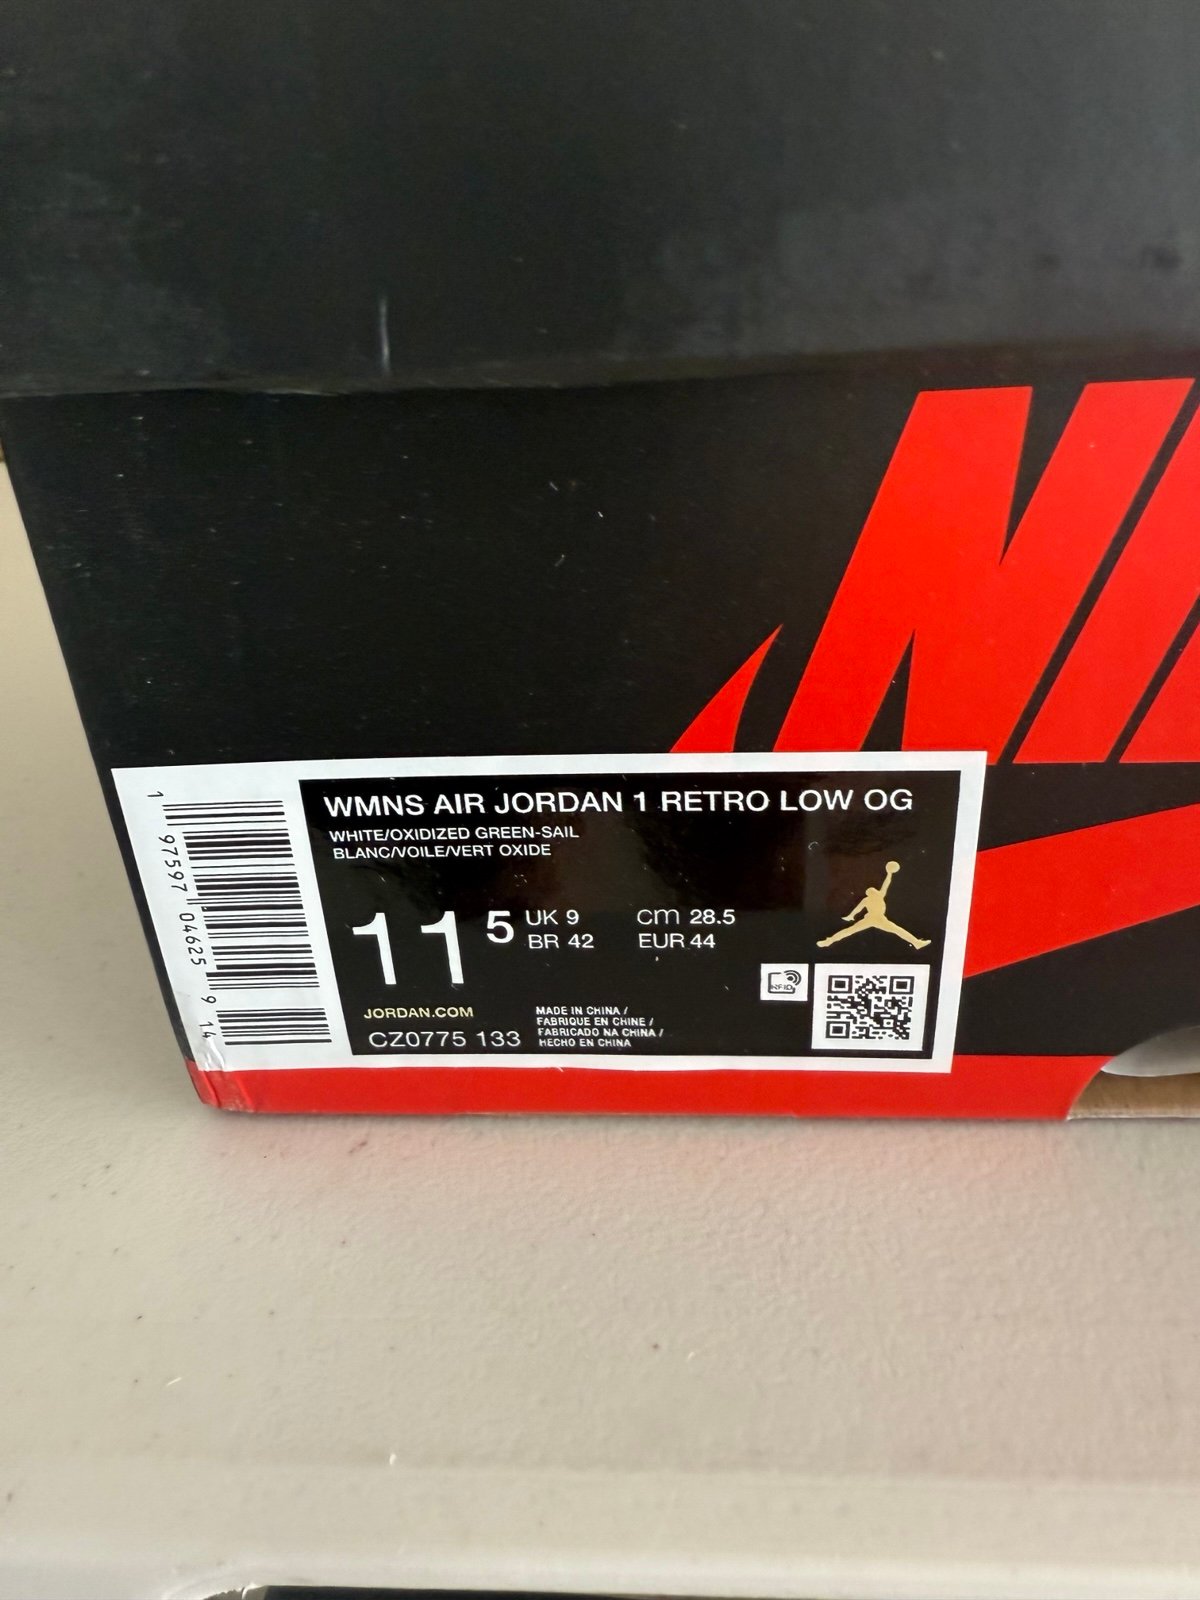 NI
WMNS AIR JORDAN 1 RETRO LOW OG
WHITE/OXIDIZED GREEN-SAIL
BLANC/VOILE/VERT OXIDE
11 5
UK 9
BR 42
cm 28.5
EUR 44
RFID
JORDAN.COM
CZ0775 133
MADE IN CHINA /
FABRIQUE EN CHINE /
FABRICADO NA CHINA /
HECHO EN CHINA
1 97597 04625 9 14